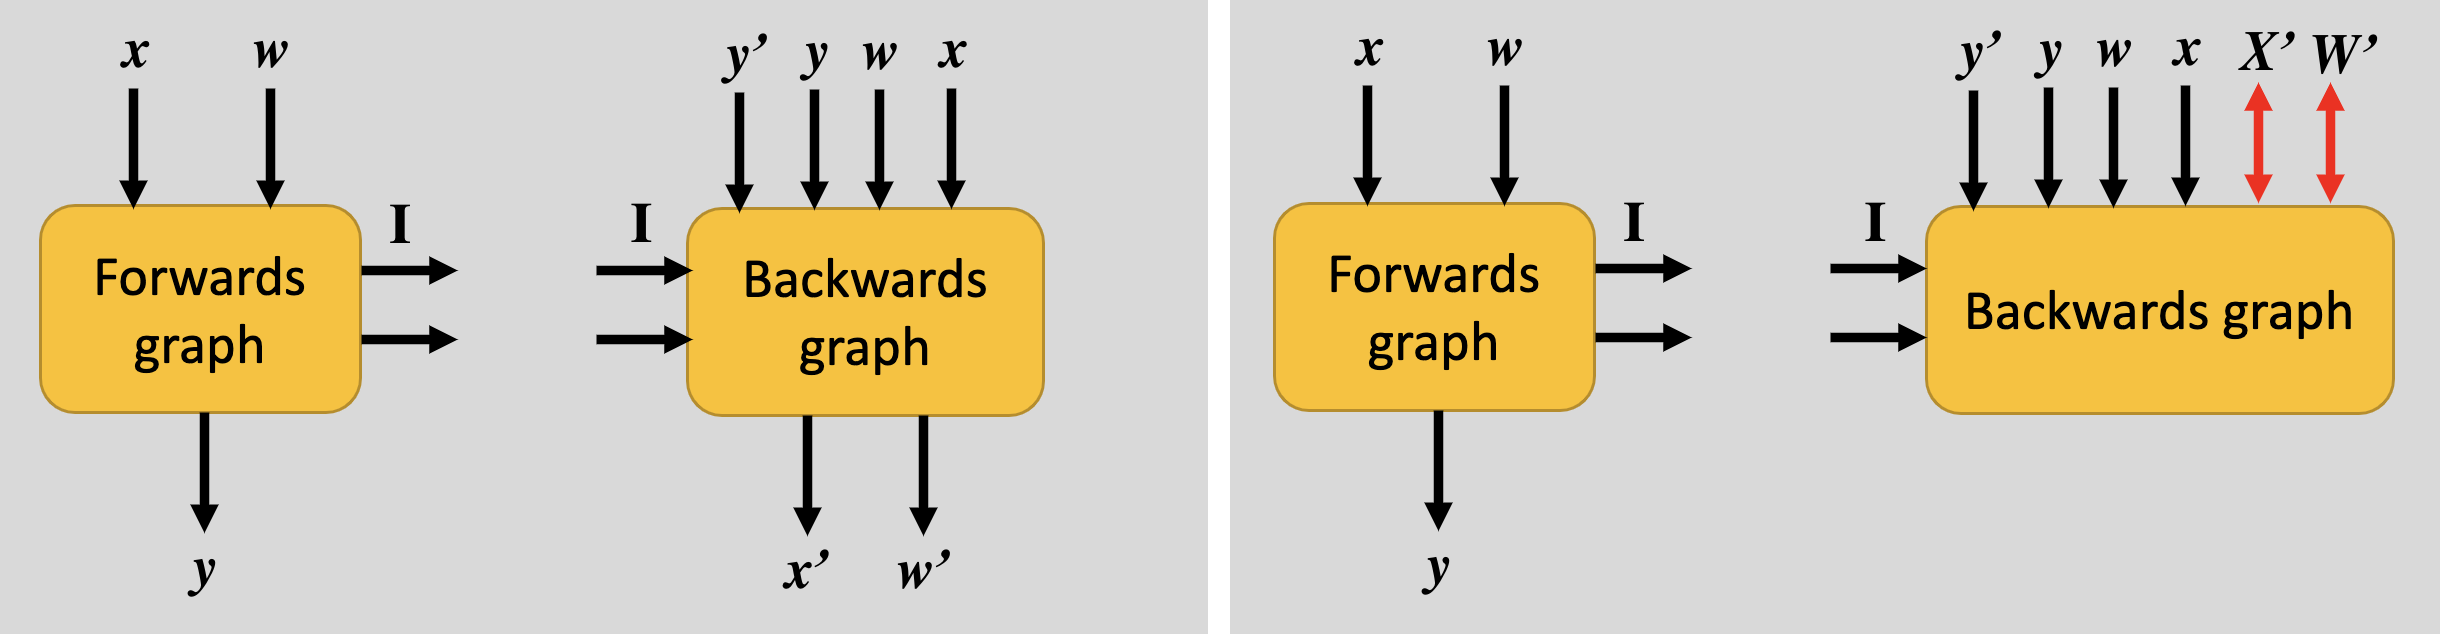 x w
y’ y w x
I
I
Forwards
graph
Backwards
graph
y
x’ w’
x w
y’ y w x X’ W’
I
I
Forwards
graph
Backwards graph
y